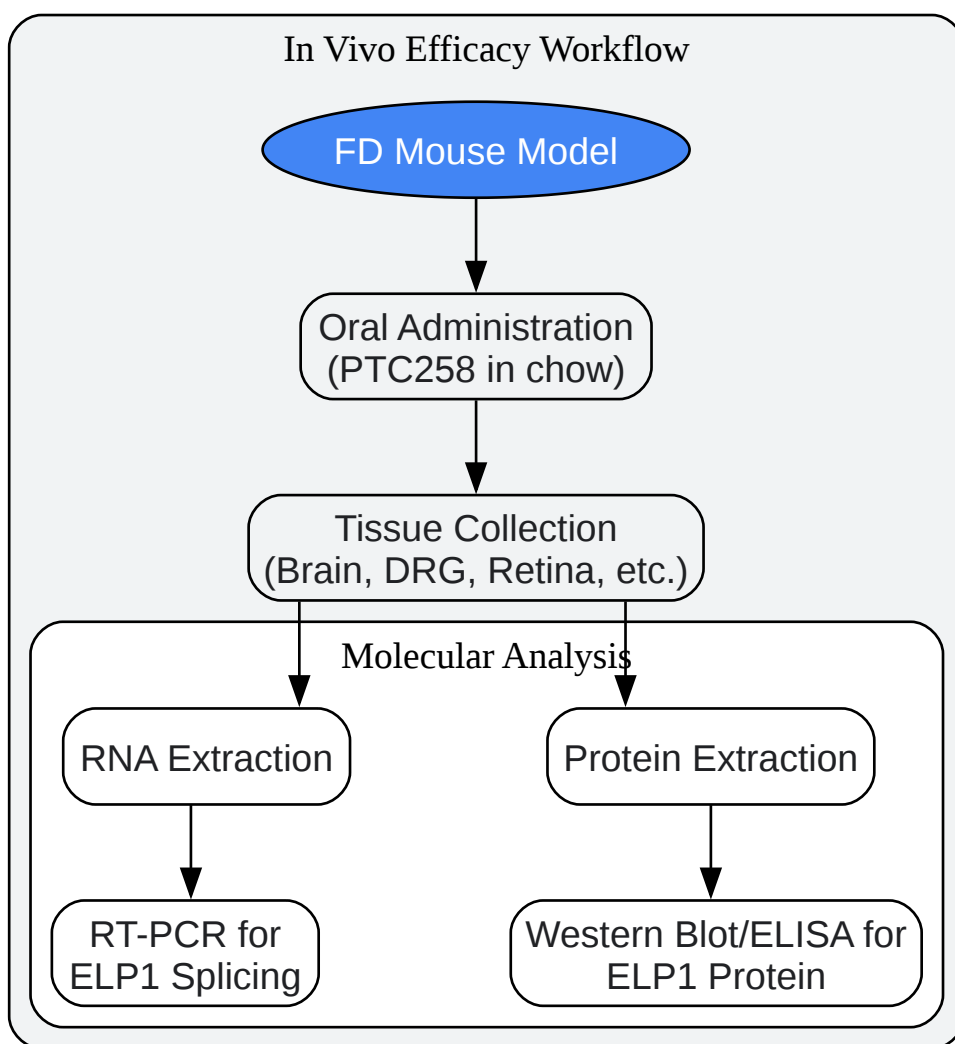 In Vivo Efficacy Workflow
FD Mouse Model
Oral Administration
(PTC258 in chow)
Tissue Collection
(Brain, DRG, Retina, etc.)
Molecular Analysis
RNA Extraction
Protein Extraction
RT-PCR for
ELP1 Splicing
Western Blot/ELISA for
ELP1 Protein